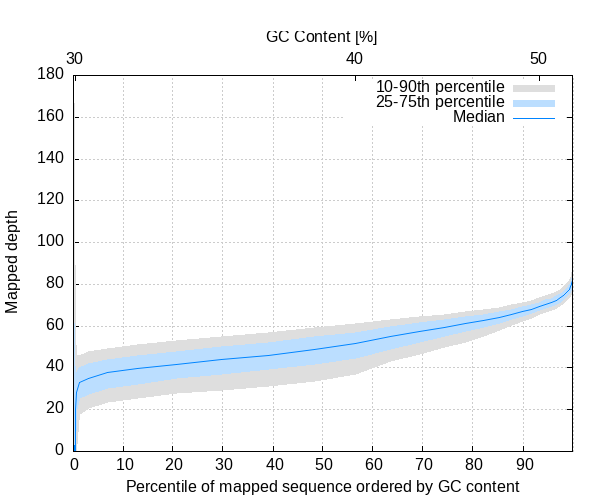 GC Content [%]
30 40 50
180
160
140
120
100
80
60
40
20
0
10-90th percentile
25-75th percentile
Median
Mapped depth
0 10 20 30 40 50 60 70 80 90
Percentile of mapped sequence ordered by GC content